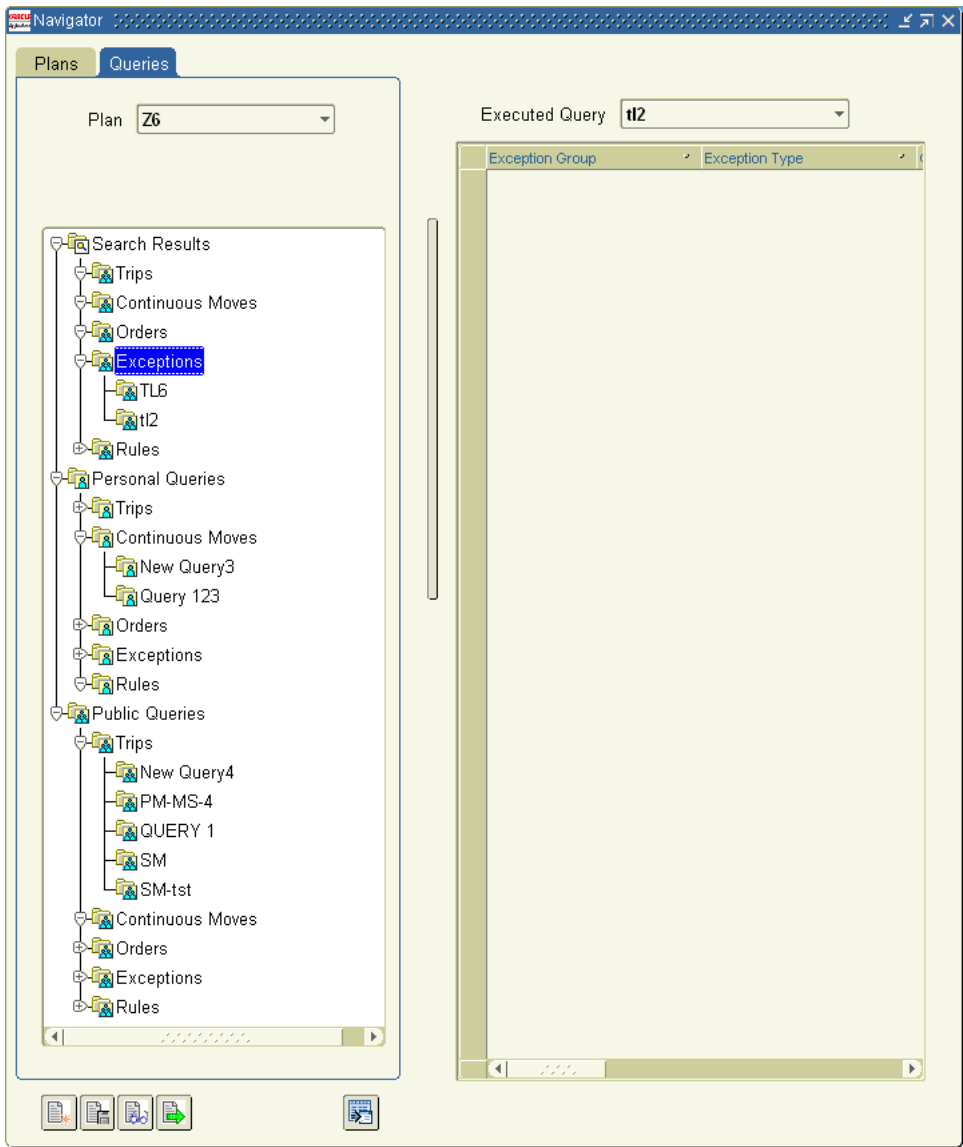 ORACLE
Navigator
Plans
Queries
Plan
Z6
Search Results
Trips
Continuous Moves
Orders
Exceptions
TL6
tl2
Rules
Personal Queries
Trips
Continuous Moves
New Query3
Query 123
Orders
Exceptions
Rules
Public Queries
Trips
New Query4
PM-MS-4
QUERY 1
SM
SM-tst
Continuous Moves
Orders
Exceptions
Rules
Executed Query
tl2
Exception Group
Exception Type